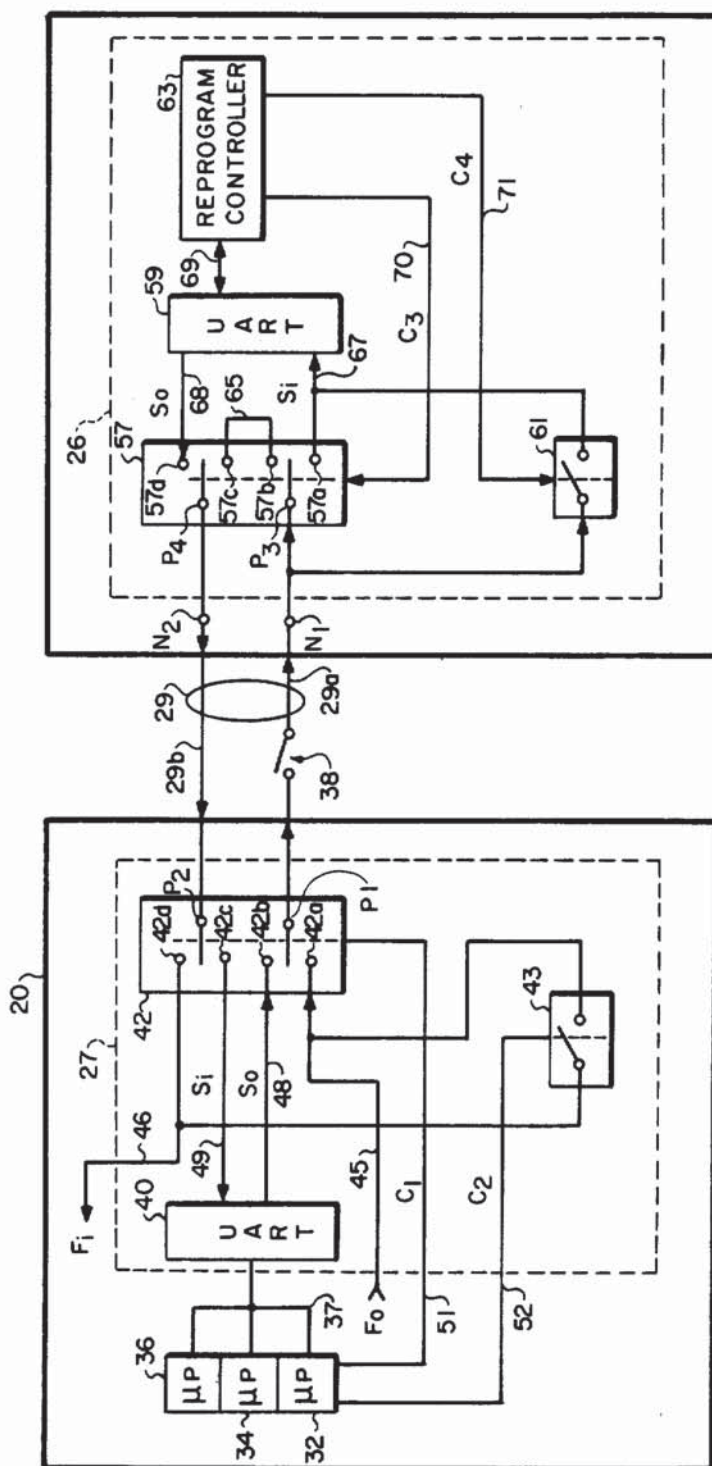 20
27
46
Fi
36
μP
μP
μP
34
32
37
40
UART
49
Si
So
48
45
Fo
C1
51
C2
52
42
42d
42c
42b
42a
P2
P1
43
29b
29
29a
38
N2
N1
26
57
57d
57c
57b
57a
P4
P3
So
68
65
Si
67
59
UART
69
63
REPROGRAM
CONTROLLER
70
C3
C4
71
61